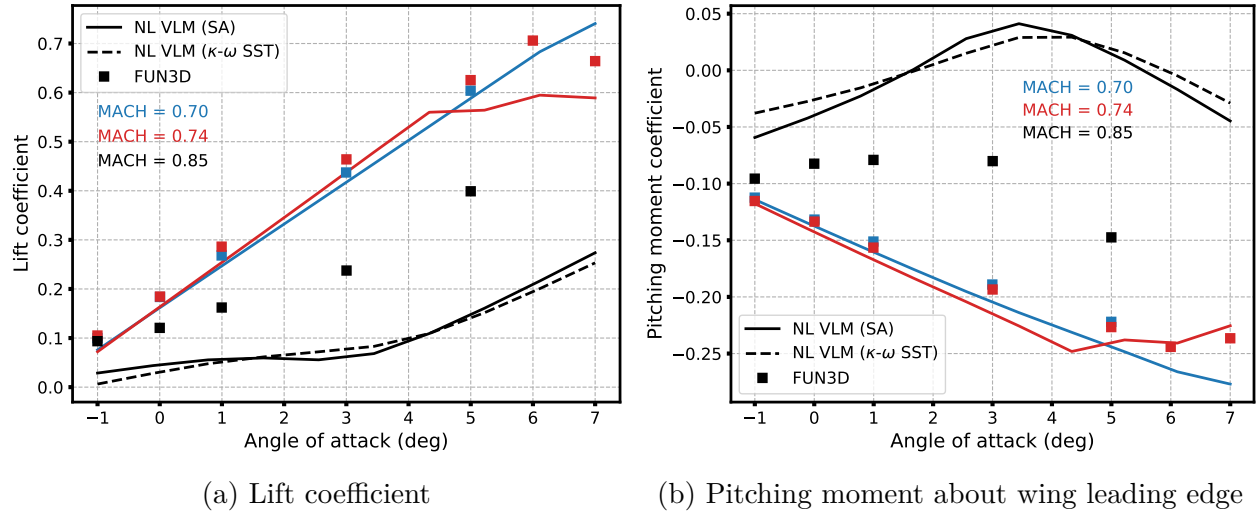 NL VLM (SA)
NL VLM (κ-ω SST)
FUN3D
MACH = 0.70
MACH = 0.74
MACH = 0.85
Lift coefficient
0.7
0.6
0.5
0.4
0.3
0.2
0.1
0.0
−1 0 1 2 3 4 5 6 7
Angle of attack (deg)
(a) Lift coefficient
0.05
0.00
−0.05
−0.10
−0.15
−0.20
−0.25
Pitching moment coefficient
MACH = 0.70
MACH = 0.74
MACH = 0.85
NL VLM (SA)
NL VLM (κ-ω SST)
FUN3D
−1 0 1 2 3 4 5 6 7
Angle of attack (deg)
(b) Pitching moment about wing leading edge